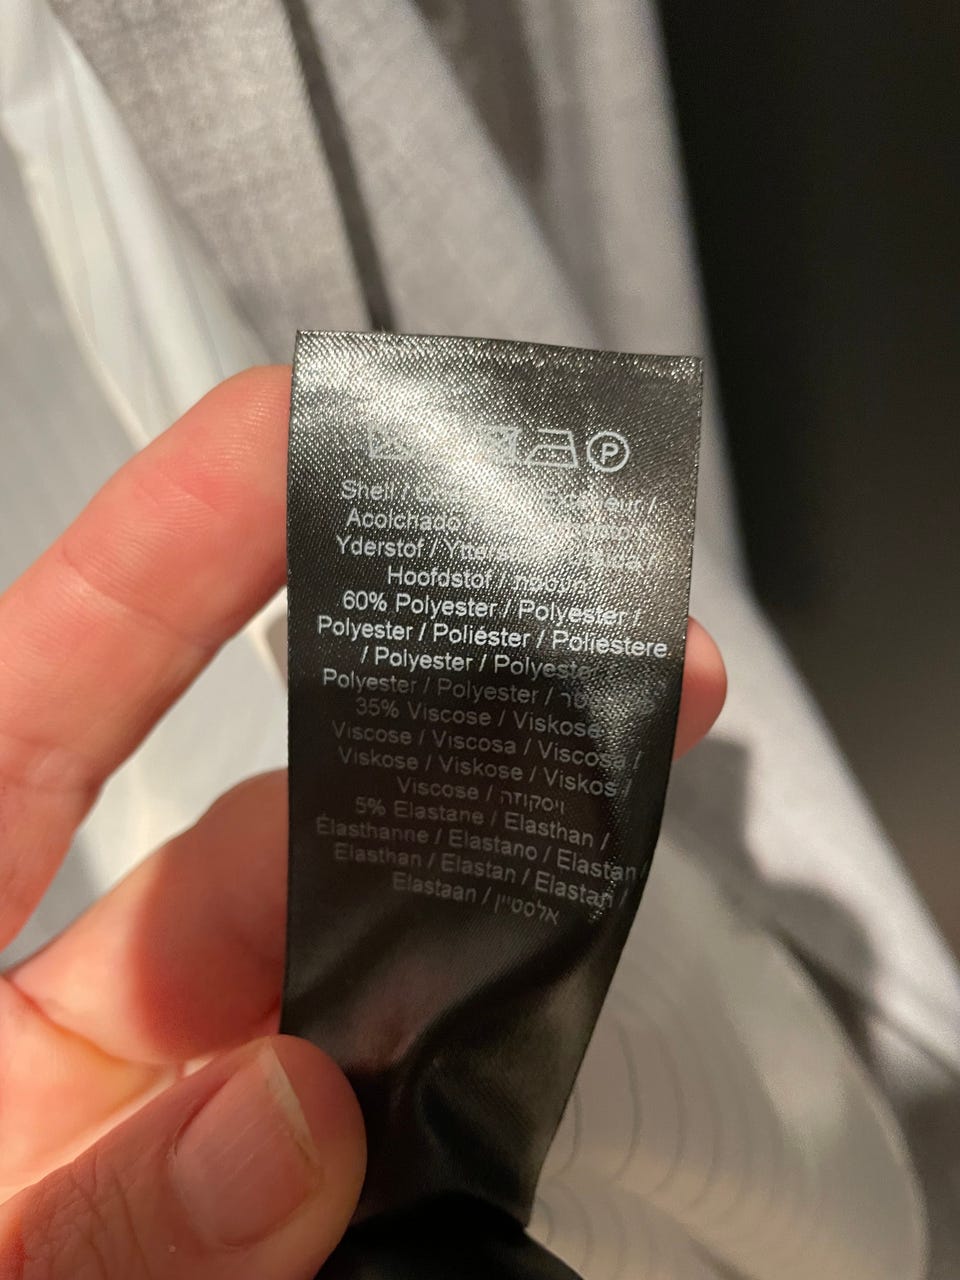 P
Shell /
Acolchado
Yderstof /
Hoofdstof /
60% Polyester / Polyester /
Polyester / Poliéster / Poliestere
/ Polyester / Polyester
Polyester / Polyester /
35% Viscose / Viskose
Viscose / Viscosa / Viscosa /
Viskose / Viskose / Viskos /
Viscose / ויסקוזה
5% Elastane / Elasthan /
Élasthanne / Elastano / Elastan
Elasthan / Elastan / Elastan /
Elastaan / אלסטיין